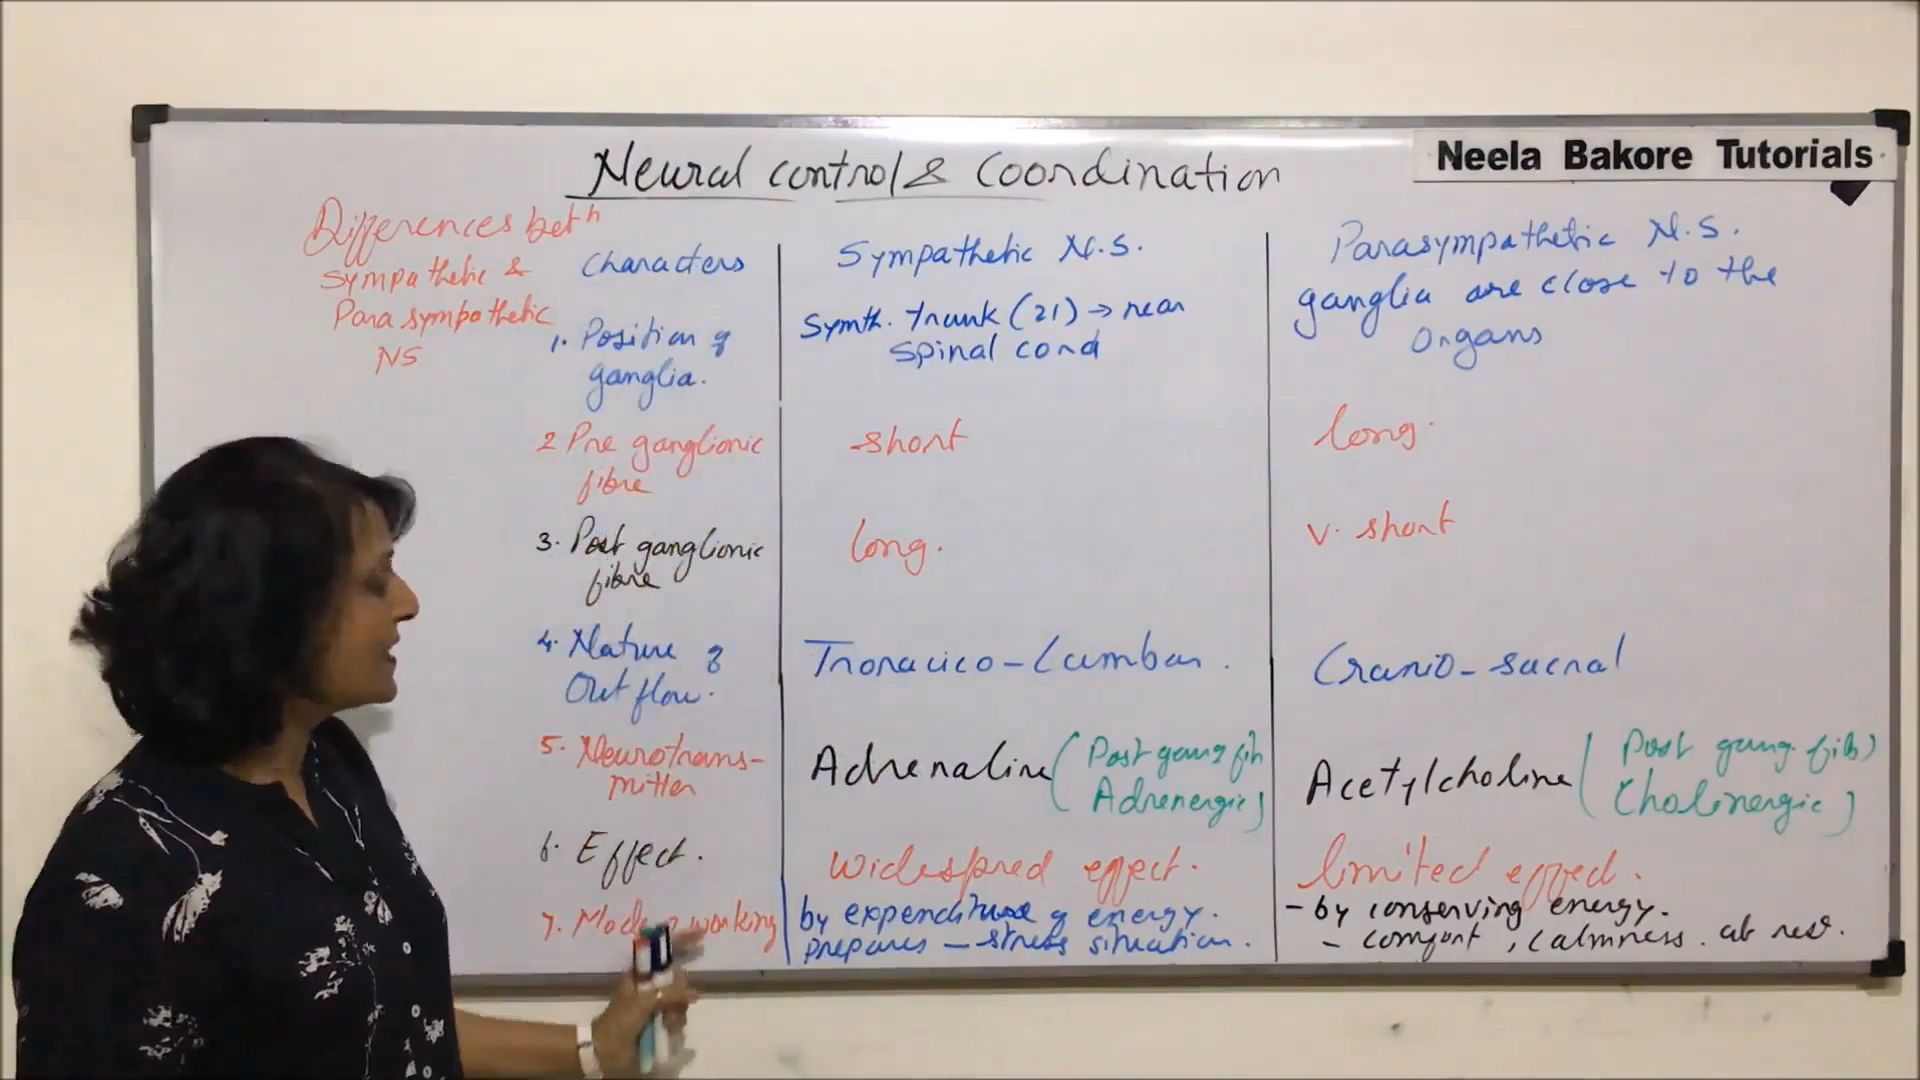 Neural control & Coordination
Neela Bakore Tutorials
Differences betn
Sympathetic &
Parasympathetic
NS
Characters
Sympathetic N.S.
Parasympathetic N.S.
1. Position of
ganglia.
Symth. trunk (21) → near
spinal cord
ganglia are close to the
organs
2 Pre ganglionic
fibre
short
long.
3. Post ganglionic
fibre
long.
v. short
4. Nature of
Out flow.
Thoracico-Lumbar.
Cranio-sacral
5. Neurotrans-
mitter
Adrenaline (Post gang fib
Adrenergic)
Acetylcholine (Post gang. fib)
Cholinergic)
6. Effect.
Widespred effect.
limited effect.
7. Mode of working
by expenditure of energy.
prepares - stress situation.
- by conserving energy.
- comfort, calmness. at rest.